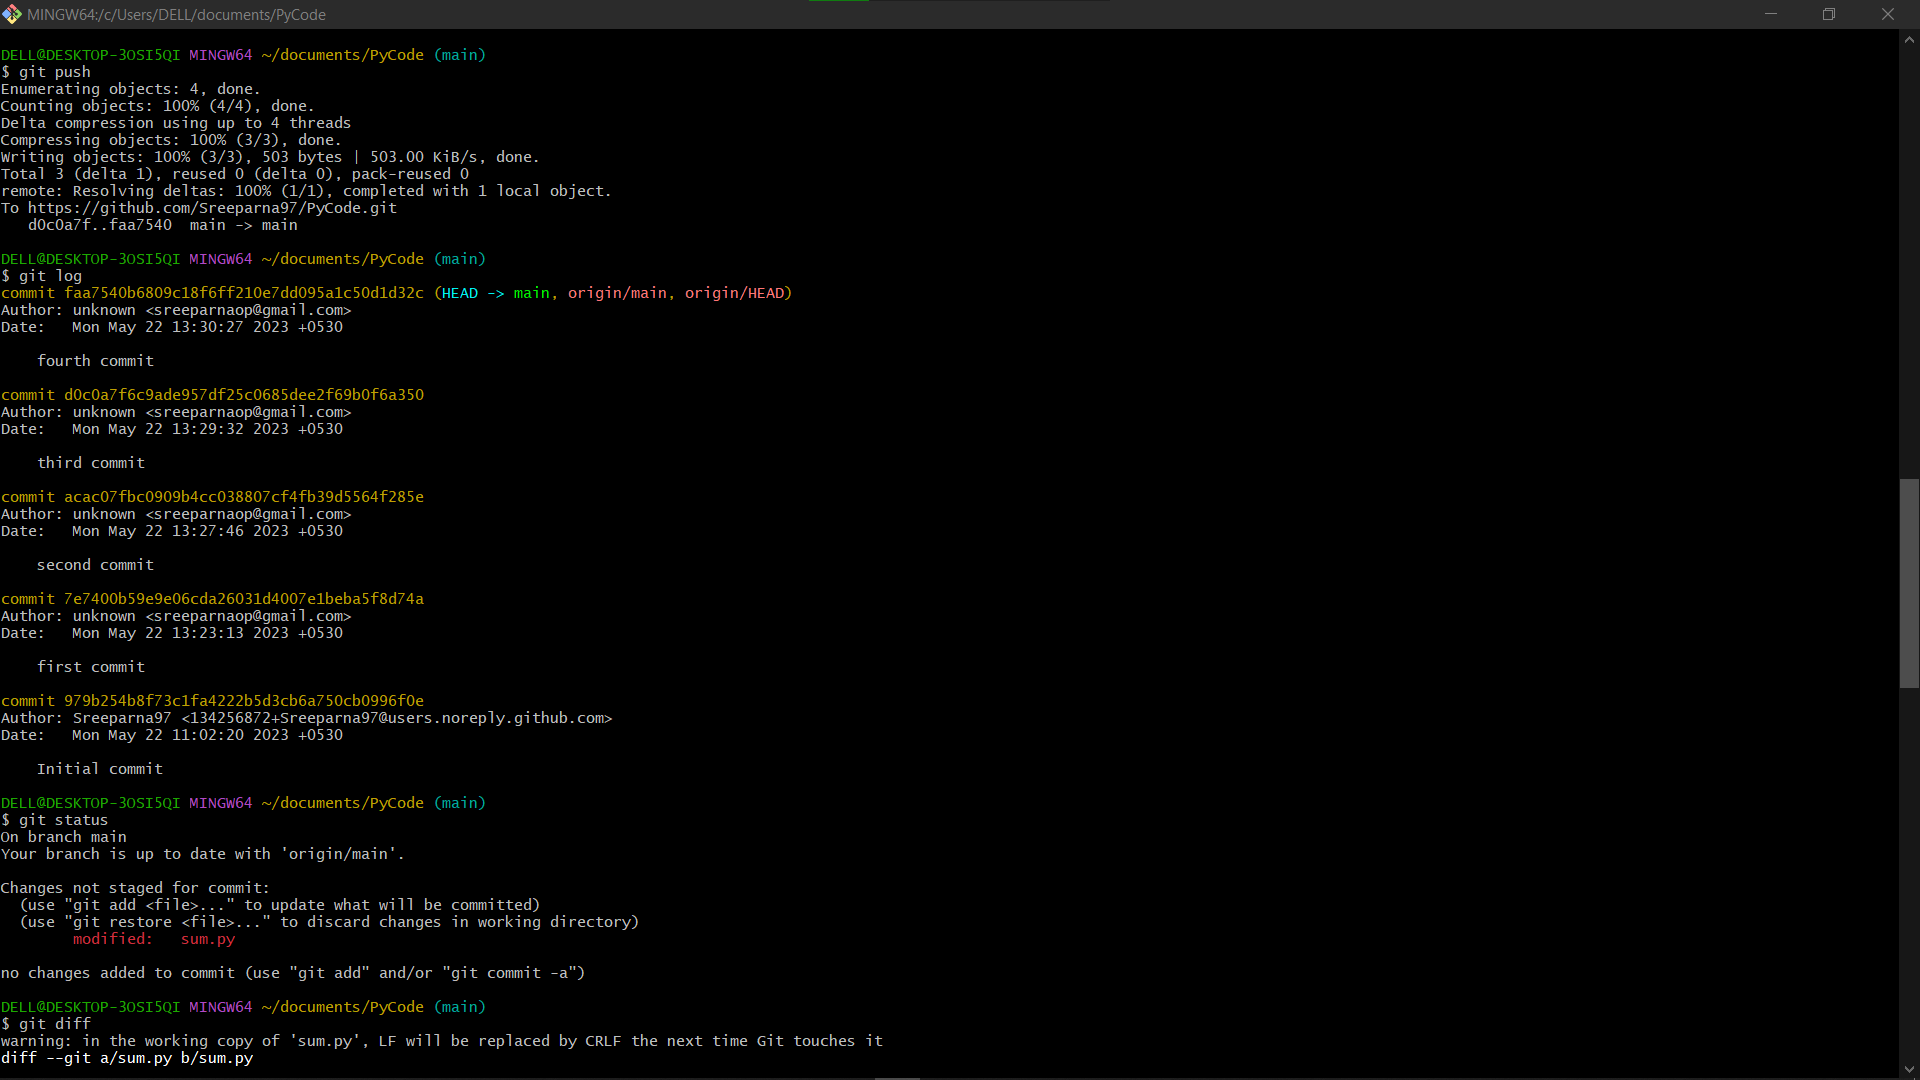 MINGW64:/c/Users/DELL/documents/PyCode
DELL@DESKTOP-3OSI5QI MINGW64 ~/documents/PyCode (main)
$ git push
Enumerating objects: 4, done.
Counting objects: 100% (4/4), done.
Delta compression using up to 4 threads
Compressing objects: 100% (3/3), done.
Writing objects: 100% (3/3), 503 bytes | 503.00 KiB/s, done.
Total 3 (delta 1), reused 0 (delta 0), pack-reused 0
remote: Resolving deltas: 100% (1/1), completed with 1 local object.
To https://github.com/Sreeparna97/PyCode.git
   d0c0a7f..faa7540  main -> main
DELL@DESKTOP-3OSI5QI MINGW64 ~/documents/PyCode (main)
$ git log
commit faa7540b6809c18f6ff210e7dd095a1c50d1d32c (HEAD -> main, origin/main, origin/HEAD)
Author: unknown <sreeparnaop@gmail.com>
Date:   Mon May 22 13:30:27 2023 +0530
    fourth commit
commit d0c0a7f6c9ade957df25c0685dee2f69b0f6a350
Author: unknown <sreeparnaop@gmail.com>
Date:   Mon May 22 13:29:32 2023 +0530
    third commit
commit acac07fbc0909b4cc038807cf4fb39d5564f285e
Author: unknown <sreeparnaop@gmail.com>
Date:   Mon May 22 13:27:46 2023 +0530
    second commit
commit 7e7400b59e9e06cda26031d4007e1beba5f8d74a
Author: unknown <sreeparnaop@gmail.com>
Date:   Mon May 22 13:23:13 2023 +0530
    first commit
commit 979b254b8f73c1fa4222b5d3cb6a750cb0996f0e
Author: Sreeparna97 <134256872+Sreeparna97@users.noreply.github.com>
Date:   Mon May 22 11:02:20 2023 +0530
    Initial commit
DELL@DESKTOP-3OSI5QI MINGW64 ~/documents/PyCode (main)
$ git status
On branch main
Your branch is up to date with 'origin/main'.
Changes not staged for commit:
  (use "git add <file>..." to update what will be committed)
  (use "git restore <file>..." to discard changes in working directory)
        modified:   sum.py
no changes added to commit (use "git add" and/or "git commit -a")
DELL@DESKTOP-3OSI5QI MINGW64 ~/documents/PyCode (main)
$ git diff
warning: in the working copy of 'sum.py', LF will be replaced by CRLF the next time Git touches it
diff --git a/sum.py b/sum.py